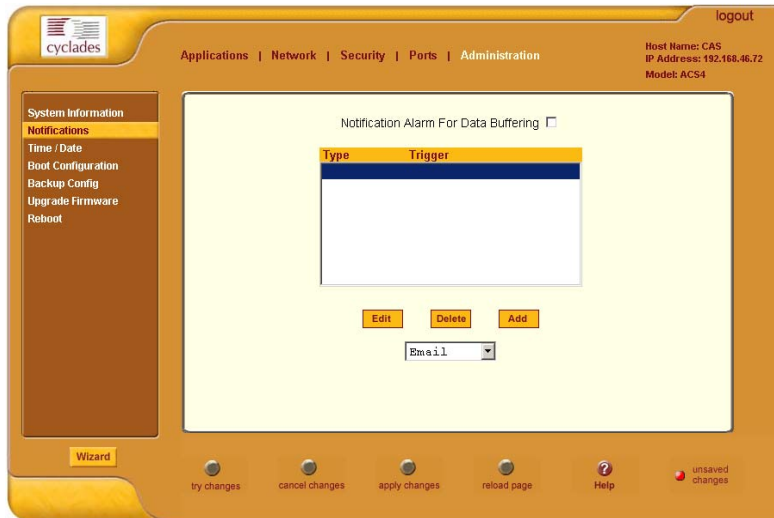 logout
cyclades
Applications | Network | Security | Ports | Administration
Host Name: CAS
IP Address: 192.168.46.72
Model: ACS4
System Information
Notifications
Time / Date
Boot Configuration
Backup Config
Upgrade Firmware
Reboot
Notification Alarm For Data Buffering
Type Trigger
Edit Delete Add
Email
Wizard
try changes
cancel changes
apply changes
reload page
? Help
unsaved
changes